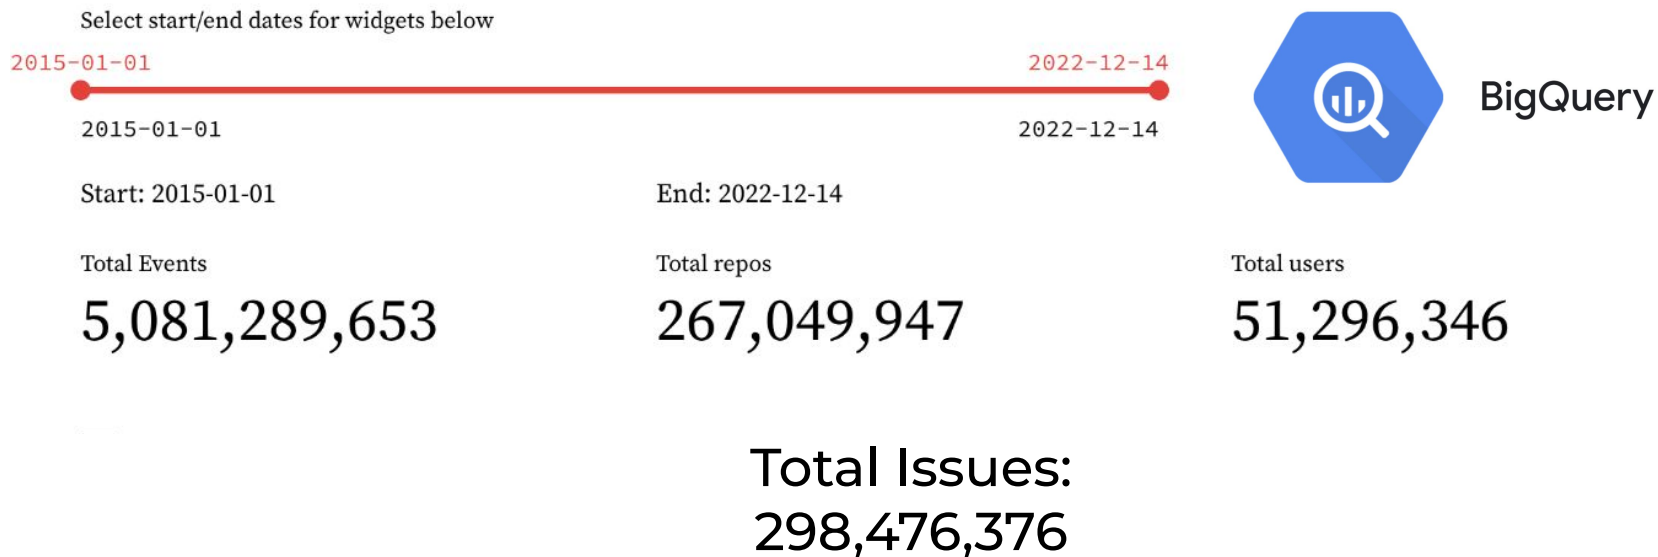 Select start/end dates for widgets below
2015-01-01 2022-12-14
2015-01-01 2022-12-14
BigQuery
Start: 2015-01-01 End: 2022-12-14
Total Events Total repos Total users
5,081,289,653 267,049,947 51,296,346
Total Issues:
298,476,376